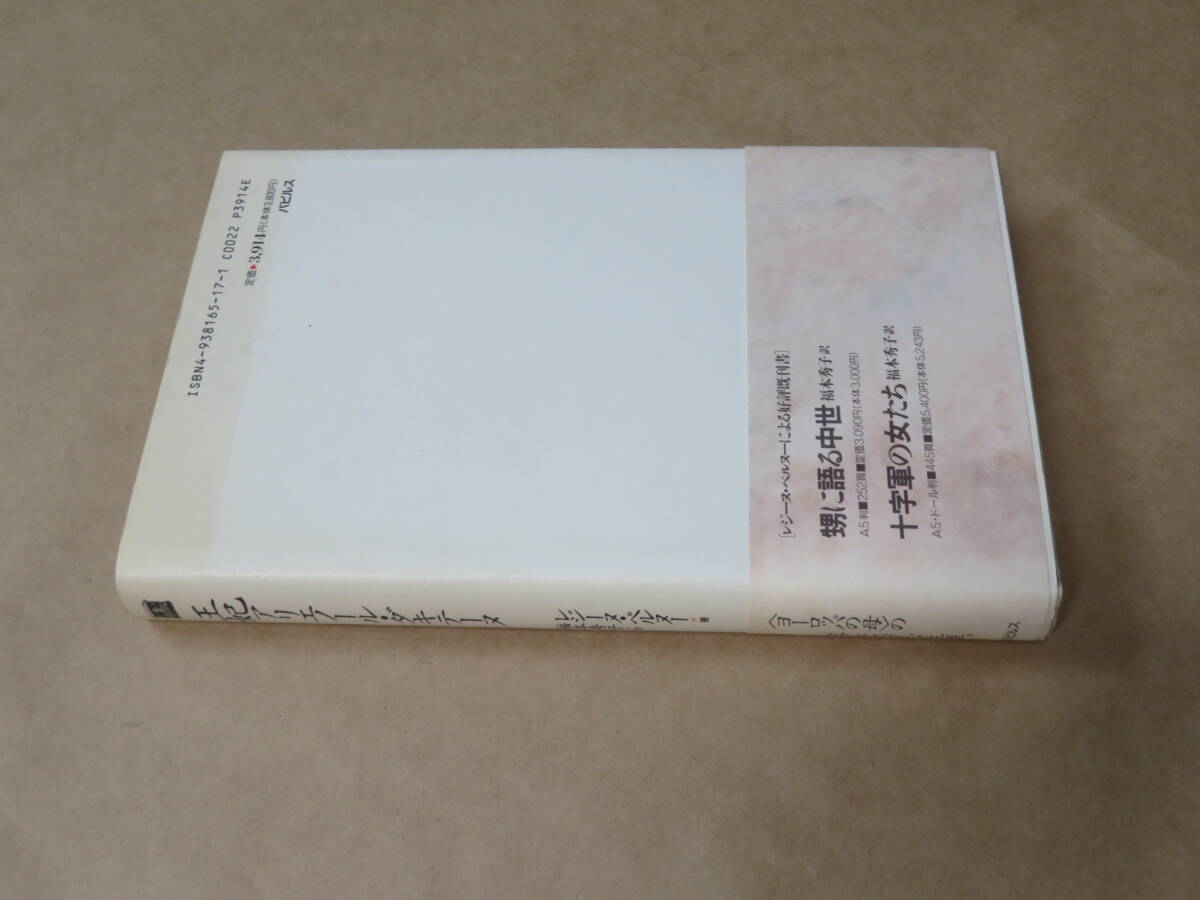 ISBN4-938165-17-1 C0022 P3914E
定価▶3,914円(本体3,800円)
パピルス
[レジーヌ・ペルヌーによる好評既刊書]
甥に語る中世 福本秀子訳
A5判■252頁■定価3,090円(本体3,000円)
十字軍の女たち 福本秀子訳
A5・ドール判■445頁■定価5,400円(本体5,243円)
王妃アリエノール・ダキテーヌ
レジーヌ・ペルヌー▼著
〈ヨーロッパの母〉の